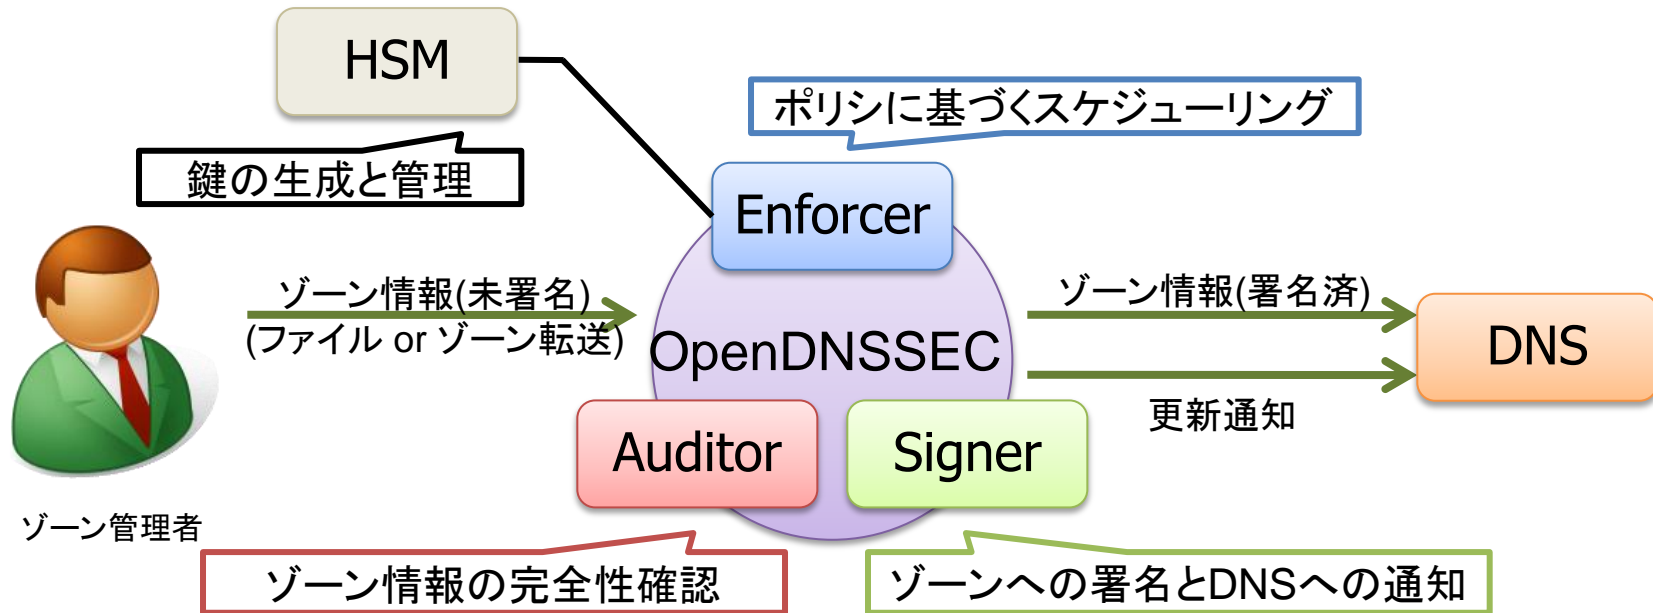 HSM
ポリシに基づくスケジューリング
鍵の生成と管理
Enforcer
ゾーン情報(未署名)
(ファイル or ゾーン転送)
OpenDNSSEC
ゾーン情報(署名済)
DNS
更新通知
Auditor
Signer
ゾーン管理者
ゾーン情報の完全性確認
ゾーンへの署名とDNSへの通知